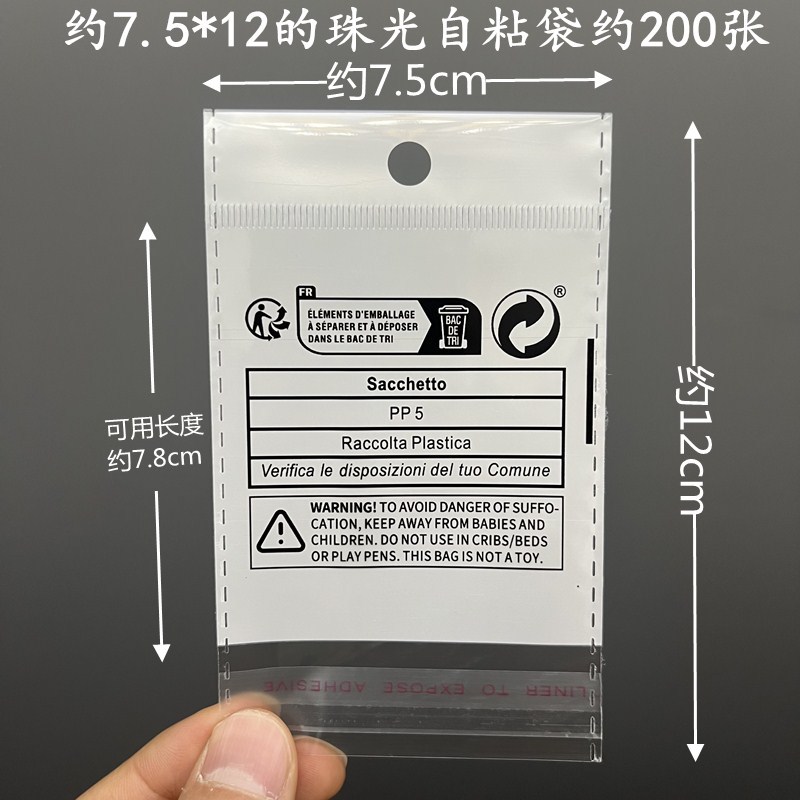 约7.5*12的珠光自粘袋约200张
约7.5cm
可用长度
约7.8cm
约12cm
FR
ÉLÉMENTS D'EMBALLAGE
À SÉPARER ET À DÉPOSER
DANS LE BAC DE TRI
BAC
DE
TRI
®
Sacchetto
PP 5
Raccolta Plastica
Verifica le disposizioni del tuo Comune
WARNING! TO AVOID DANGER OF SUFFO-
CATION, KEEP AWAY FROM BABIES AND
CHILDREN. DO NOT USE IN CRIBS/BEDS
OR PLAY PENS. THIS BAG IS NOT A TOY.
LINER TO EXPOSE ADHESIVE